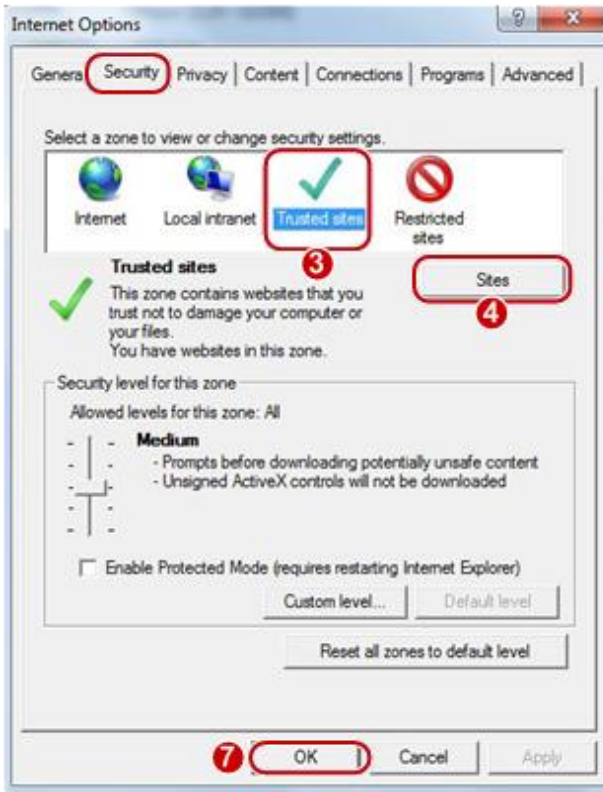 Internet Options
General Security Privacy Content Connections Programs Advanced
Select a zone to view or change security settings.
Internet Local intranet Trusted sites Restricted
sites
3
Trusted sites
Sites
4
This zone contains websites that you
trust not to damage your computer or
your files.
You have websites in this zone.
Security level for this zone
Allowed levels for this zone: All
Medium
- Prompts before downloading potentially unsafe content
- Unsigned ActiveX controls will not be downloaded
Enable Protected Mode (requires restarting Internet Explorer)
Custom level... Default level
Reset all zones to default level
7 OK Cancel Apply